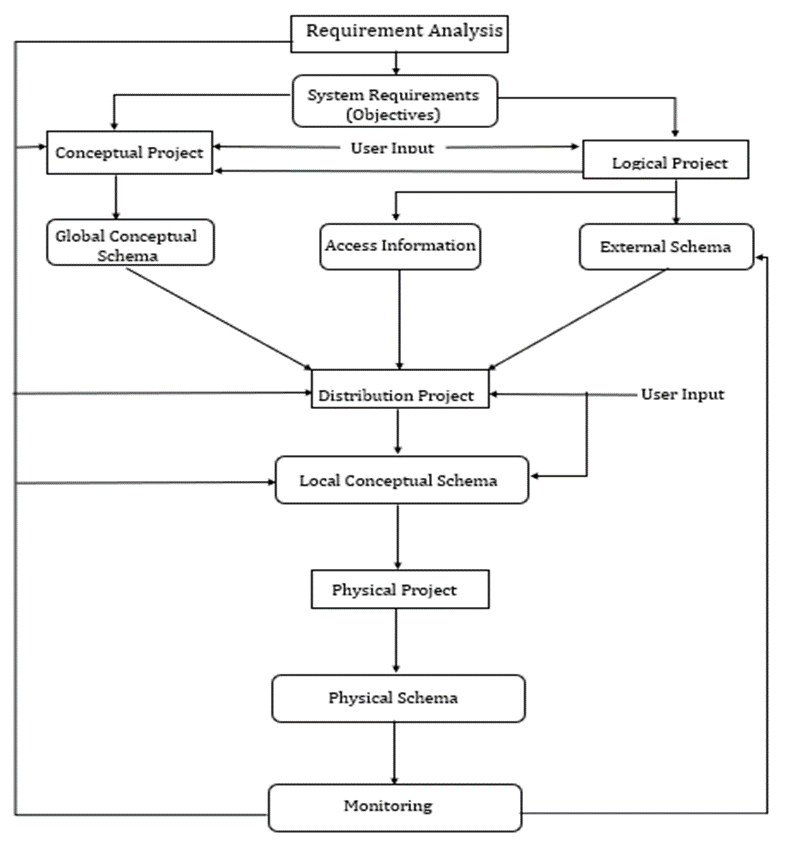 Requirement Analysis
System Requirements
(Objectives)
Conceptual Project
User Input
Logical Project
Global Conceptual
Schema
Access Information
External Schema
Distribution Project
User Input
Local Conceptual Schema
Physical Project
Physical Schema
Monitoring